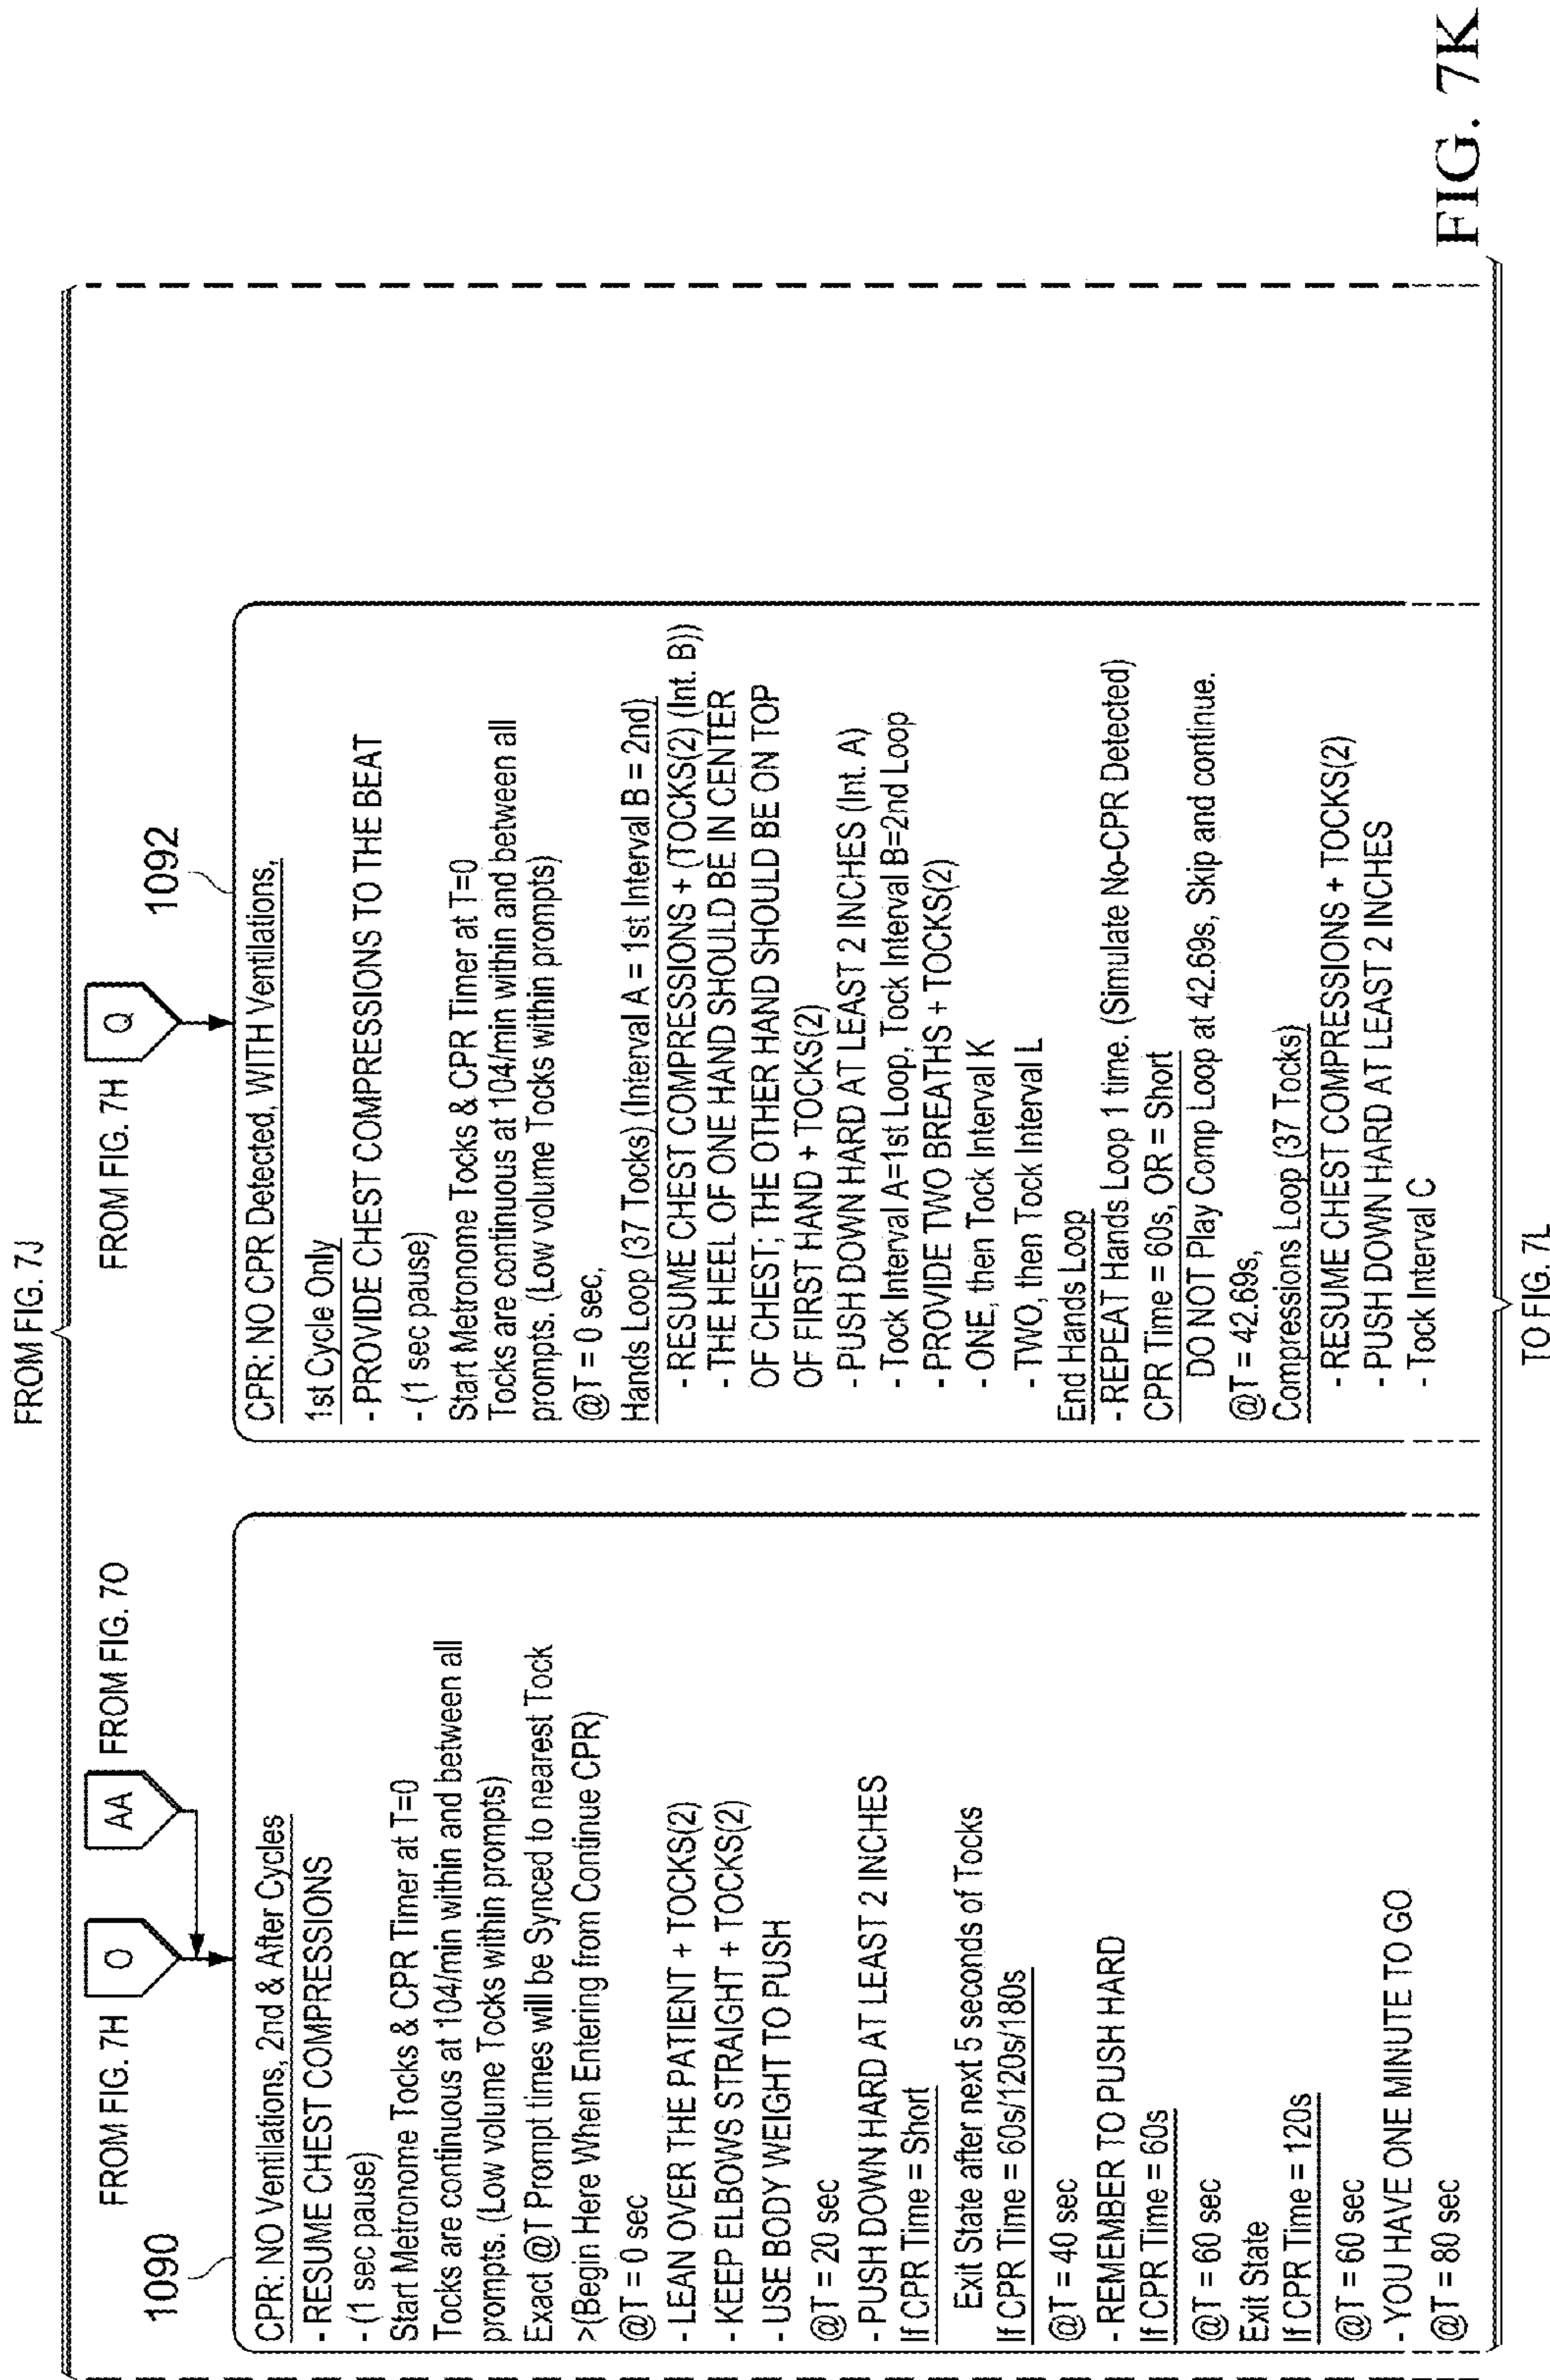 FROM FIG. 7J
FROM FIG. 7H
O
AA
FROM FIG. 7O
1090
CPR: NO Ventilations, 2nd & After Cycles
- RESUME CHEST COMPRESSIONS
- (1 sec pause)
Start Metronome Tocks & CPR Timer at T=0
Tocks are continuous at 104/min within and between all
prompts. (Low volume Tocks within prompts)
Exact @T Prompt times will be Synced to nearest Tock
>(Begin Here When Entering from Continue CPR)
@T = 0 sec
- LEAN OVER THE PATIENT + TOCKS(2)
- KEEP ELBOWS STRAIGHT + TOCKS(2)
- USE BODY WEIGHT TO PUSH
@T = 20 sec
- PUSH DOWN HARD AT LEAST 2 INCHES
If CPR Time = Short
Exit State after next 5 seconds of Tocks
If CPR Time = 60s/120s/180s
@T = 40 sec
- REMEMBER TO PUSH HARD
If CPR Time = 60s
@T = 60 sec
Exit State
If CPR Time = 120s
@T = 60 sec
- YOU HAVE ONE MINUTE TO GO
@T = 80 sec
FROM FIG. 7H
Q
1092
CPR: NO CPR Detected, WITH Ventilations,
1st Cycle Only
- PROVIDE CHEST COMPRESSIONS TO THE BEAT
- (1 sec pause)
Start Metronome Tocks & CPR Timer at T=0
Tocks are continuous at 104/min within and between all
prompts. (Low volume Tocks within prompts)
@T = 0 sec,
Hands Loop (37 Tocks) (Interval A = 1st Interval B = 2nd)
- RESUME CHEST COMPRESSIONS + (TOCKS(2) (Int. B))
- THE HEEL OF ONE HAND SHOULD BE IN CENTER
OF CHEST; THE OTHER HAND SHOULD BE ON TOP
OF FIRST HAND + TOCKS(2)
- PUSH DOWN HARD AT LEAST 2 INCHES (Int. A)
- Tock Interval A=1st Loop, Tock Interval B=2nd Loop
- PROVIDE TWO BREATHS + TOCKS(2)
- ONE, then Tock Interval K
- TWO, then Tock Interval L
End Hands Loop
- REPEAT Hands Loop 1 time. (Simulate No-CPR Detected)
CPR Time = 60s, OR = Short
DO NOT Play Comp Loop at 42.69s, Skip and continue.
@T = 42.69s,
Compressions Loop (37 Tocks)
- RESUME CHEST COMPRESSIONS + TOCKS(2)
- PUSH DOWN HARD AT LEAST 2 INCHES
- Tock Interval C
TO FIG. 7L
FIG. 7K